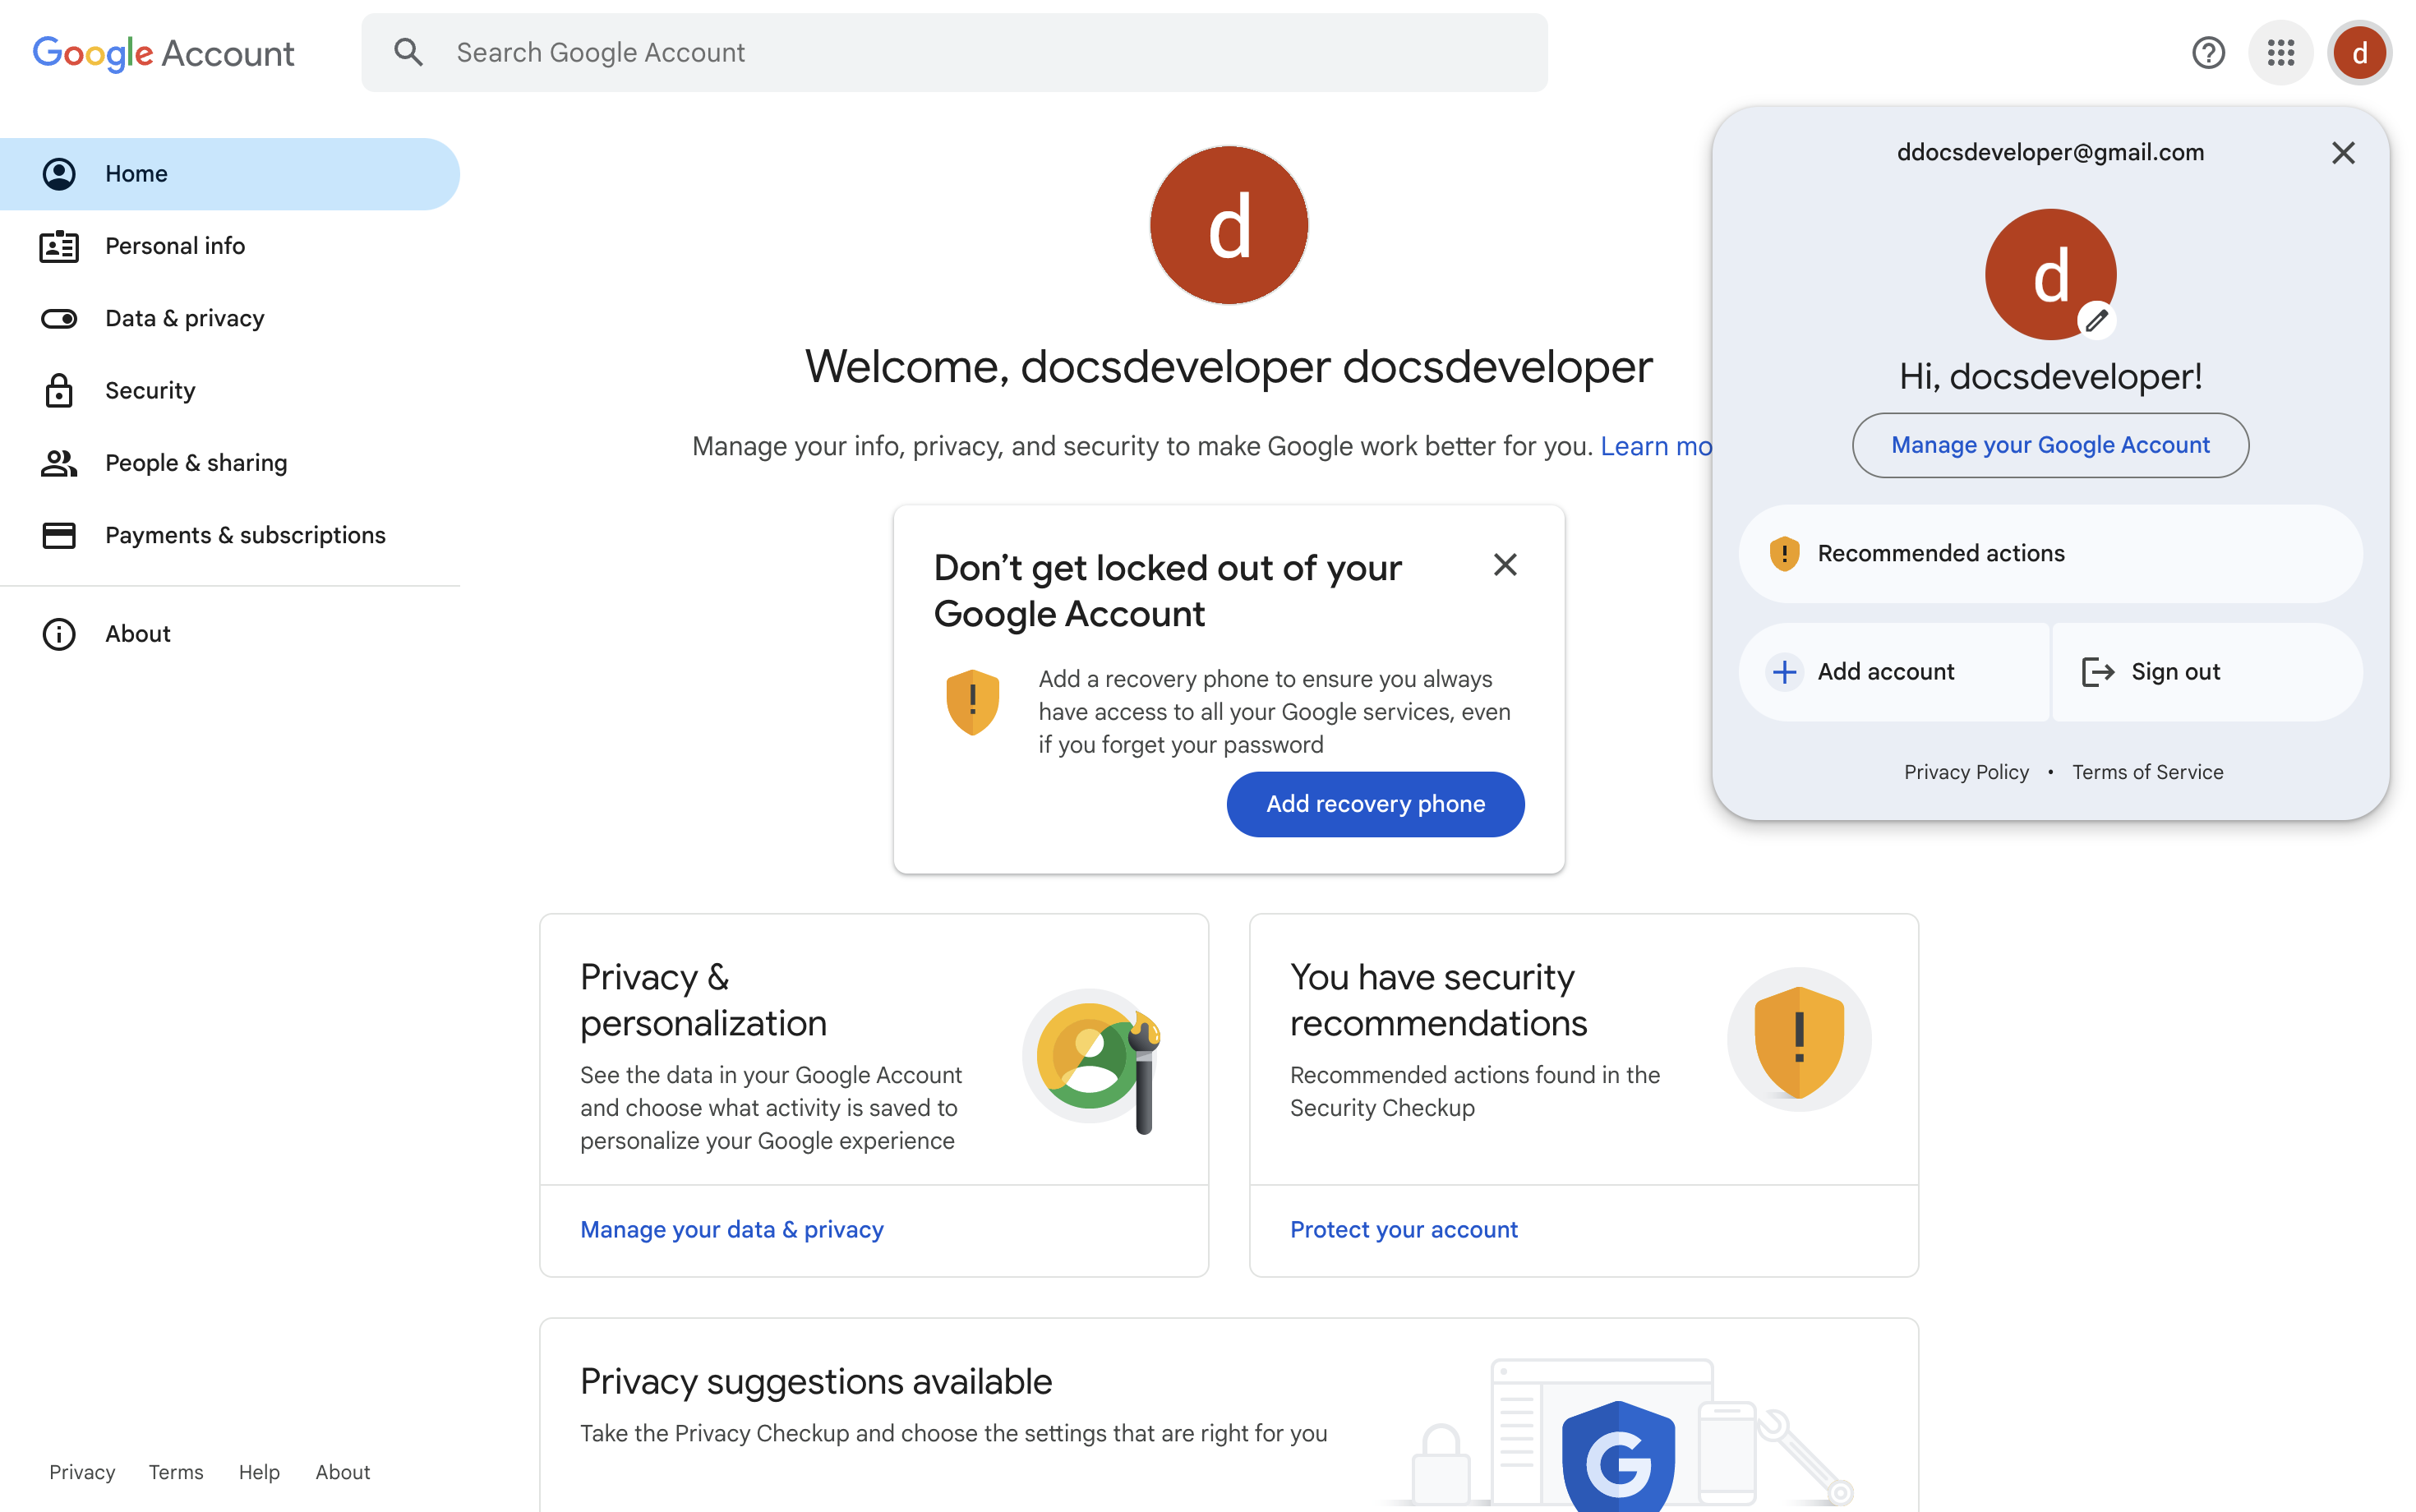 Google Account
Search Google Account
d
Home
Personal info
Data & privacy
Security
People & sharing
Payments & subscriptions
About
d
Welcome, docsdeveloper docsdeveloper
Manage your info, privacy, and security to make Google work better for you. Learn mo
Don’t get locked out of your
Google Account
Add a recovery phone to ensure you always
have access to all your Google services, even
if you forget your password
Add recovery phone
Privacy &
personalization
See the data in your Google Account
and choose what activity is saved to
personalize your Google experience
Manage your data & privacy
You have security
recommendations
Recommended actions found in the
Security Checkup
Protect your account
Privacy suggestions available
Take the Privacy Checkup and choose the settings that are right for you
G
ddocsdeveloper@gmail.com
d
Hi, docsdeveloper!
Manage your Google Account
Recommended actions
Add account
Sign out
Privacy Policy • Terms of Service
Privacy Terms Help About